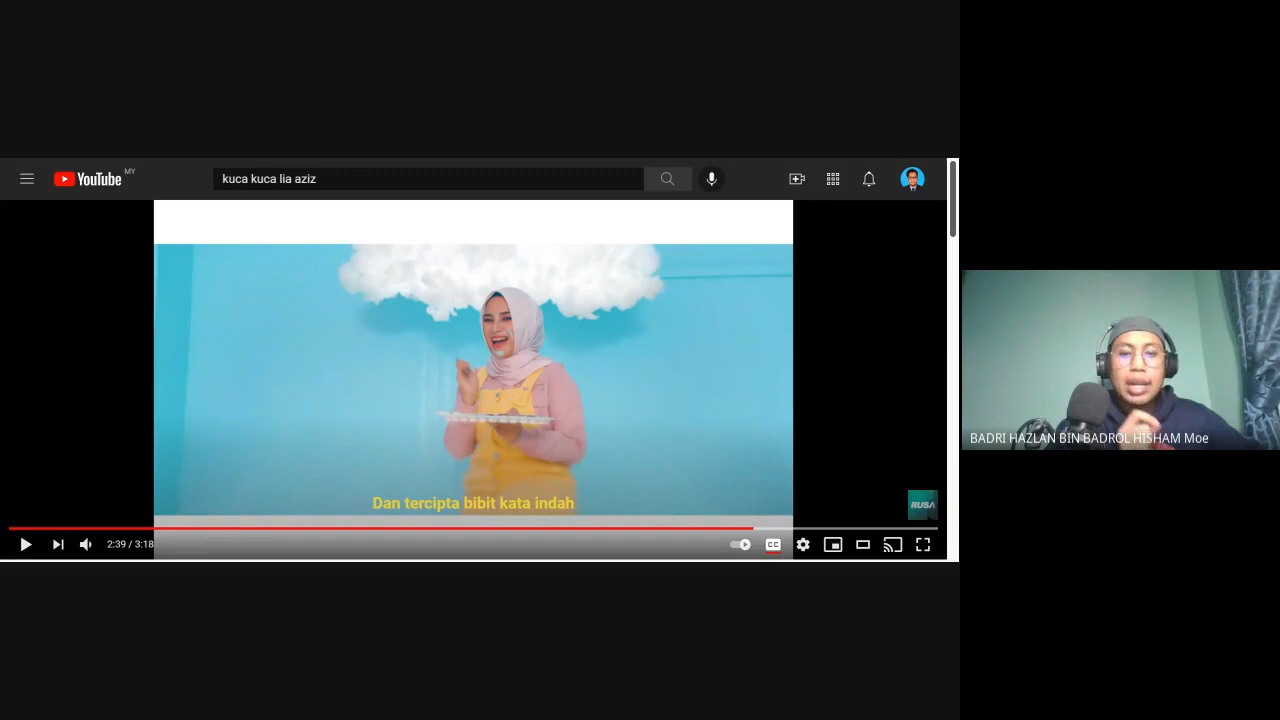 YouTube MY
kuca kuca lia aziz
Dan tercipta bibit kata indah
RUSA
2:39 / 3:18
CC
BADRI HAZLAN BIN BADROL HISHAM Moe